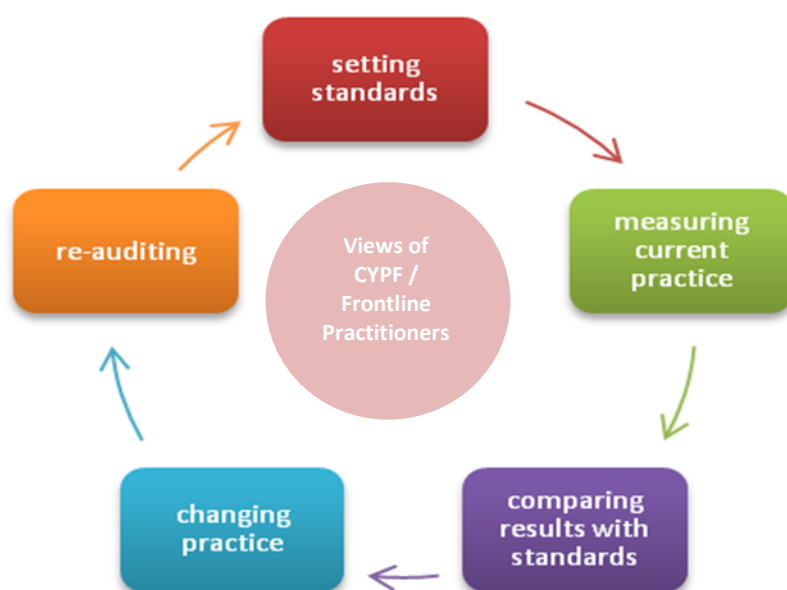 setting
standards
measuring
current
practice
comparing
results with
standards
changing
practice
re-auditing
Views of
CYPF /
Frontline
Practitioners